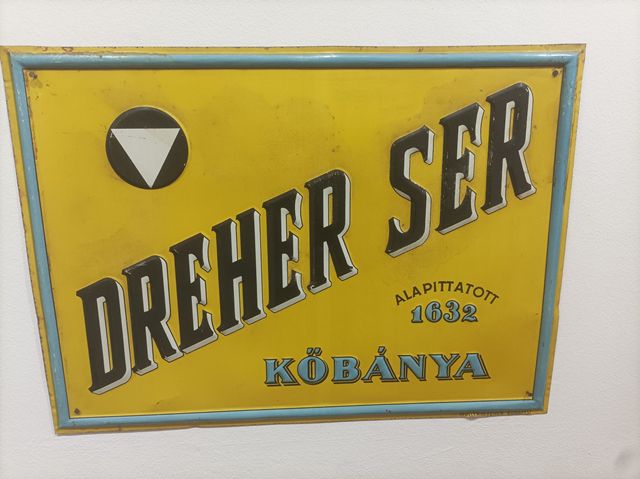 DREHER SER
ALAPITTATOTT
1632
KŐBÁNYA